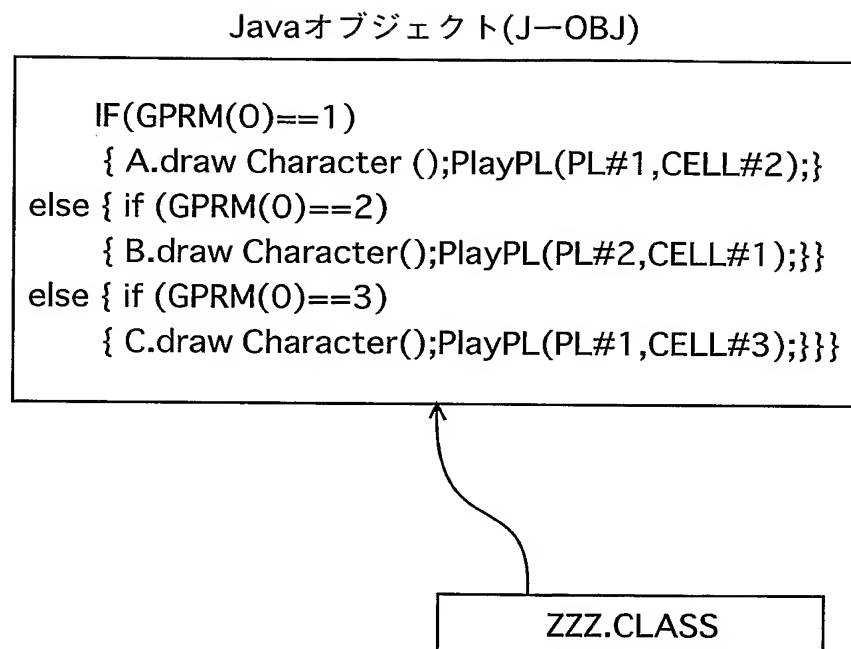 Javaオブジェクト(J－OBJ)
IF(GPRM(0)==1)
{ A.draw Character ();PlayPL(PL#1,CELL#2);}
else { if (GPRM(0)==2)
{ B.draw Character();PlayPL(PL#2,CELL#1);}}
else { if (GPRM(0)==3)
{ C.draw Character();PlayPL(PL#1,CELL#3);}}}
ZZZ.CLASS